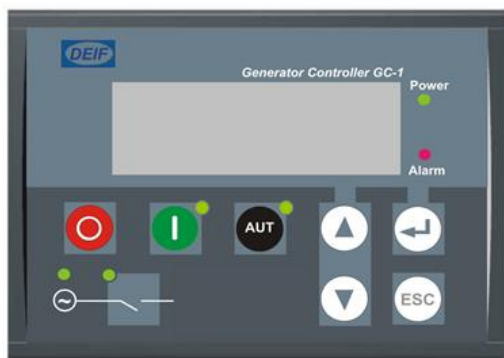 DEIF
Generator Controller GC-1
Power
Alarm
AUT
ESC